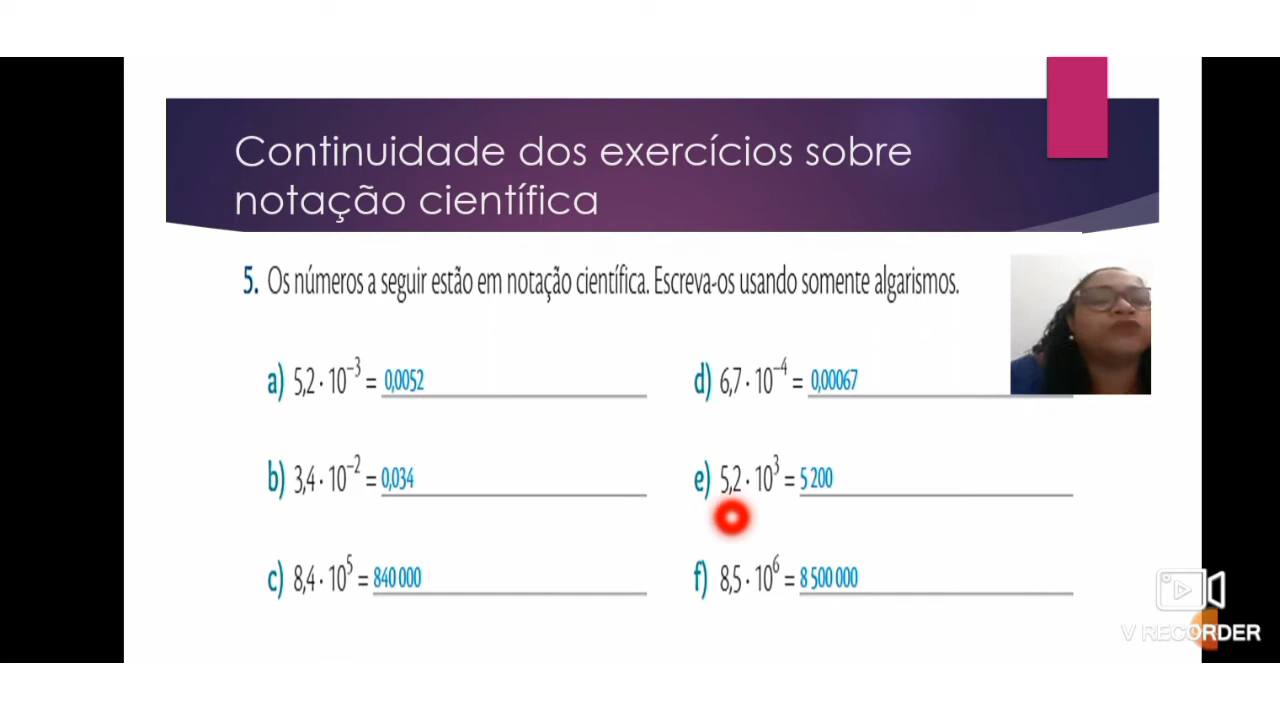 Continuidade dos exercícios sobre
notação científica
5. Os números a seguir estão em notação científica. Escreva-os usando somente algarismos.
a) 5,2 · 10⁻³ = 0,0052
d) 6,7 · 10⁻⁴ = 0,00067
b) 3,4 · 10⁻² = 0,034
e) 5,2 · 10³ = 5 200
c) 8,4 · 10⁵ = 840 000
f) 8,5 · 10⁶ = 8 500 000
V RECORDER